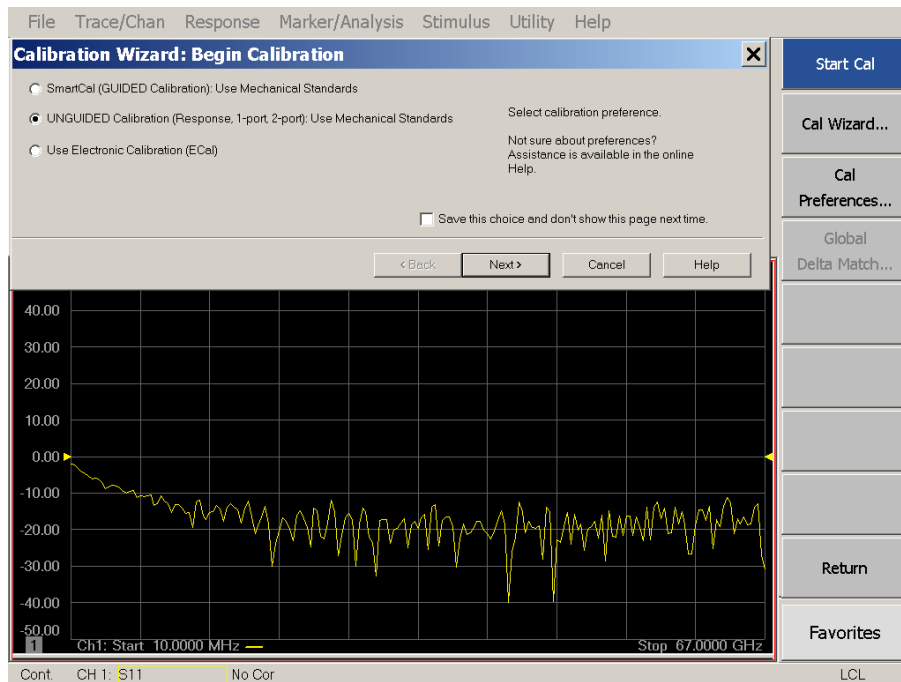 File Trace/Chan Response Marker/Analysis Stimulus Utility Help
Calibration Wizard: Begin Calibration
SmartCal (GUIDED Calibration): Use Mechanical Standards
UNGUIDED Calibration (Response, 1-port, 2-port): Use Mechanical Standards
Use Electronic Calibration (ECal)
Select calibration preference.
Not sure about preferences?
Assistance is available in the online
Help.
Save this choice and don't show this page next time.
<Back Next> Cancel Help
Start Cal
Cal Wizard...
Cal
Preferences...
Global
Delta Match...
Return
Favorites
40.00
30.00
20.00
10.00
0.00
-10.00
-20.00
-30.00
-40.00
-50.00
1 Ch1: Start 10.0000 MHz Stop 67.0000 GHz
Cont. CH 1: S11 No Cor LCL